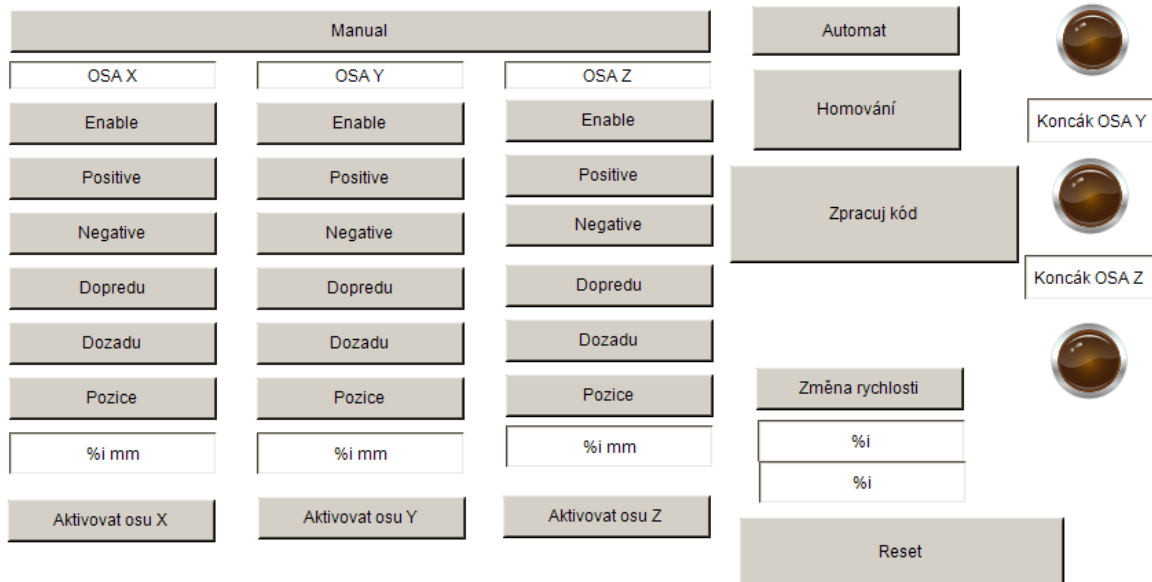 Manual
Automat
OSA X
OSA Y
OSA Z
Enable
Enable
Enable
Homování
Koncák OSA Y
Positive
Positive
Positive
Negative
Negative
Negative
Zpracuj kód
Koncák OSA Z
Dopredu
Dopredu
Dopredu
Dozadu
Dozadu
Dozadu
Pozice
Pozice
Pozice
Změna rychlosti
%i mm
%i mm
%i mm
%i
%i
Aktivovat osu X
Aktivovat osu Y
Aktivovat osu Z
Reset